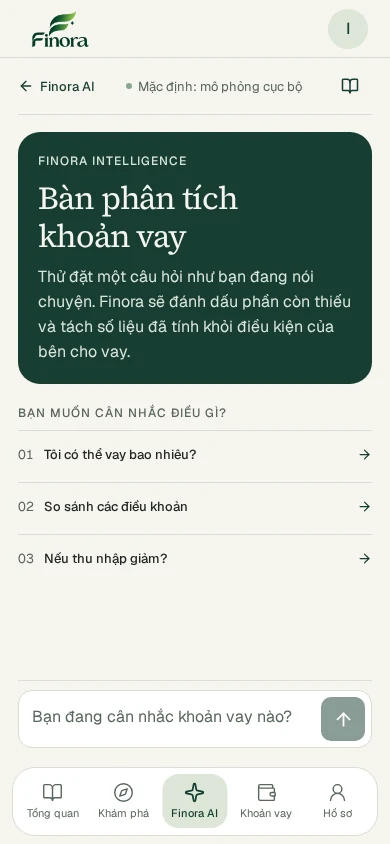 Finora
I
Finora AI
Mặc định: mô phỏng cục bộ
FINORA INTELLIGENCE
Bàn phân tích
khoản vay
Thử đặt một câu hỏi như bạn đang nói
chuyện. Finora sẽ đánh dấu phần còn thiếu
và tách số liệu đã tính khỏi điều kiện của
bên cho vay.
BẠN MUỐN CÂN NHẮC ĐIỀU GÌ?
01 Tôi có thể vay bao nhiêu?
02 So sánh các điều khoản
03 Nếu thu nhập giảm?
Bạn đang cân nhắc khoản vay nào?
Tổng quan
Khám phá
Finora AI
Khoản vay
Hồ sơ